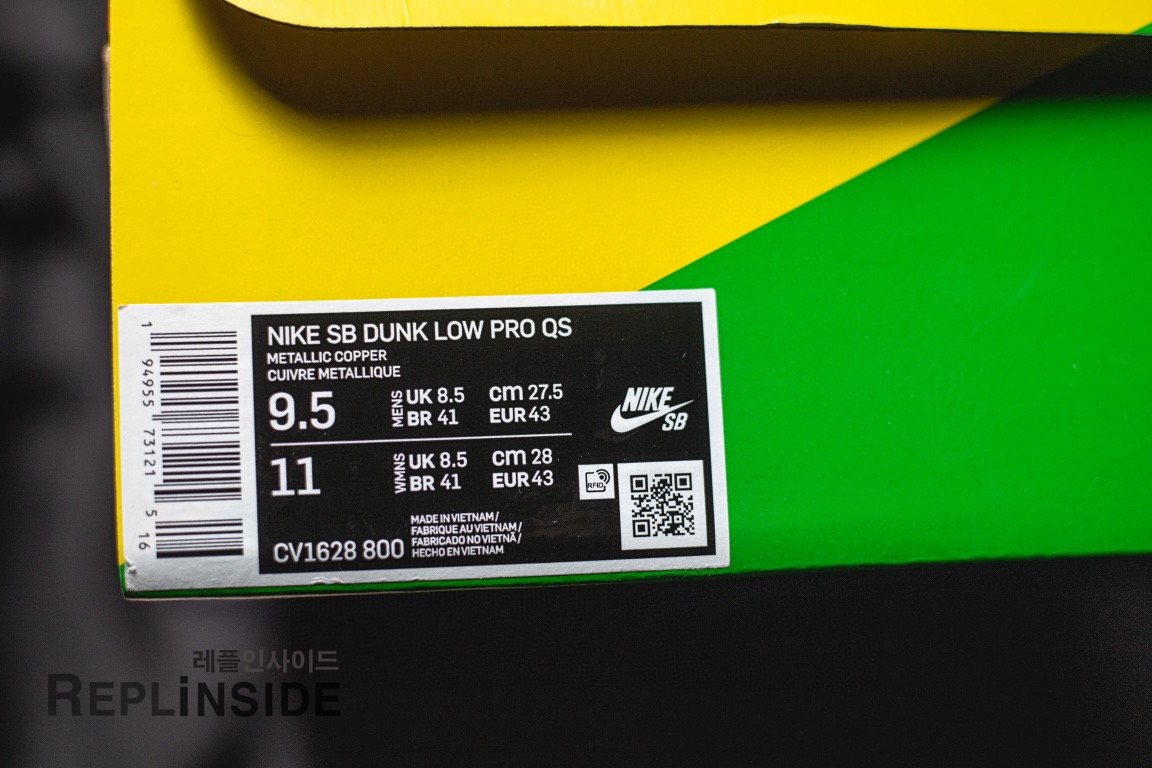 NIKE SB DUNK LOW PRO QS
METALLIC COPPER
CUIVRE METALLIQUE
9.5
MENS
UK 8.5
cm 27.5
BR 41
EUR 43
NIKE
SB
11
WMNS
UK 8.5
cm 28
BR 41
EUR 43
RFID
CV1628 800
MADE IN VIETNAM /
FABRIQUE AU VIETNAM /
FABRICADO NO VIETNÃ /
HECHO EN VIETNAM
1 94955 73121 5 16
레플인사이드
REPLiNSIDE